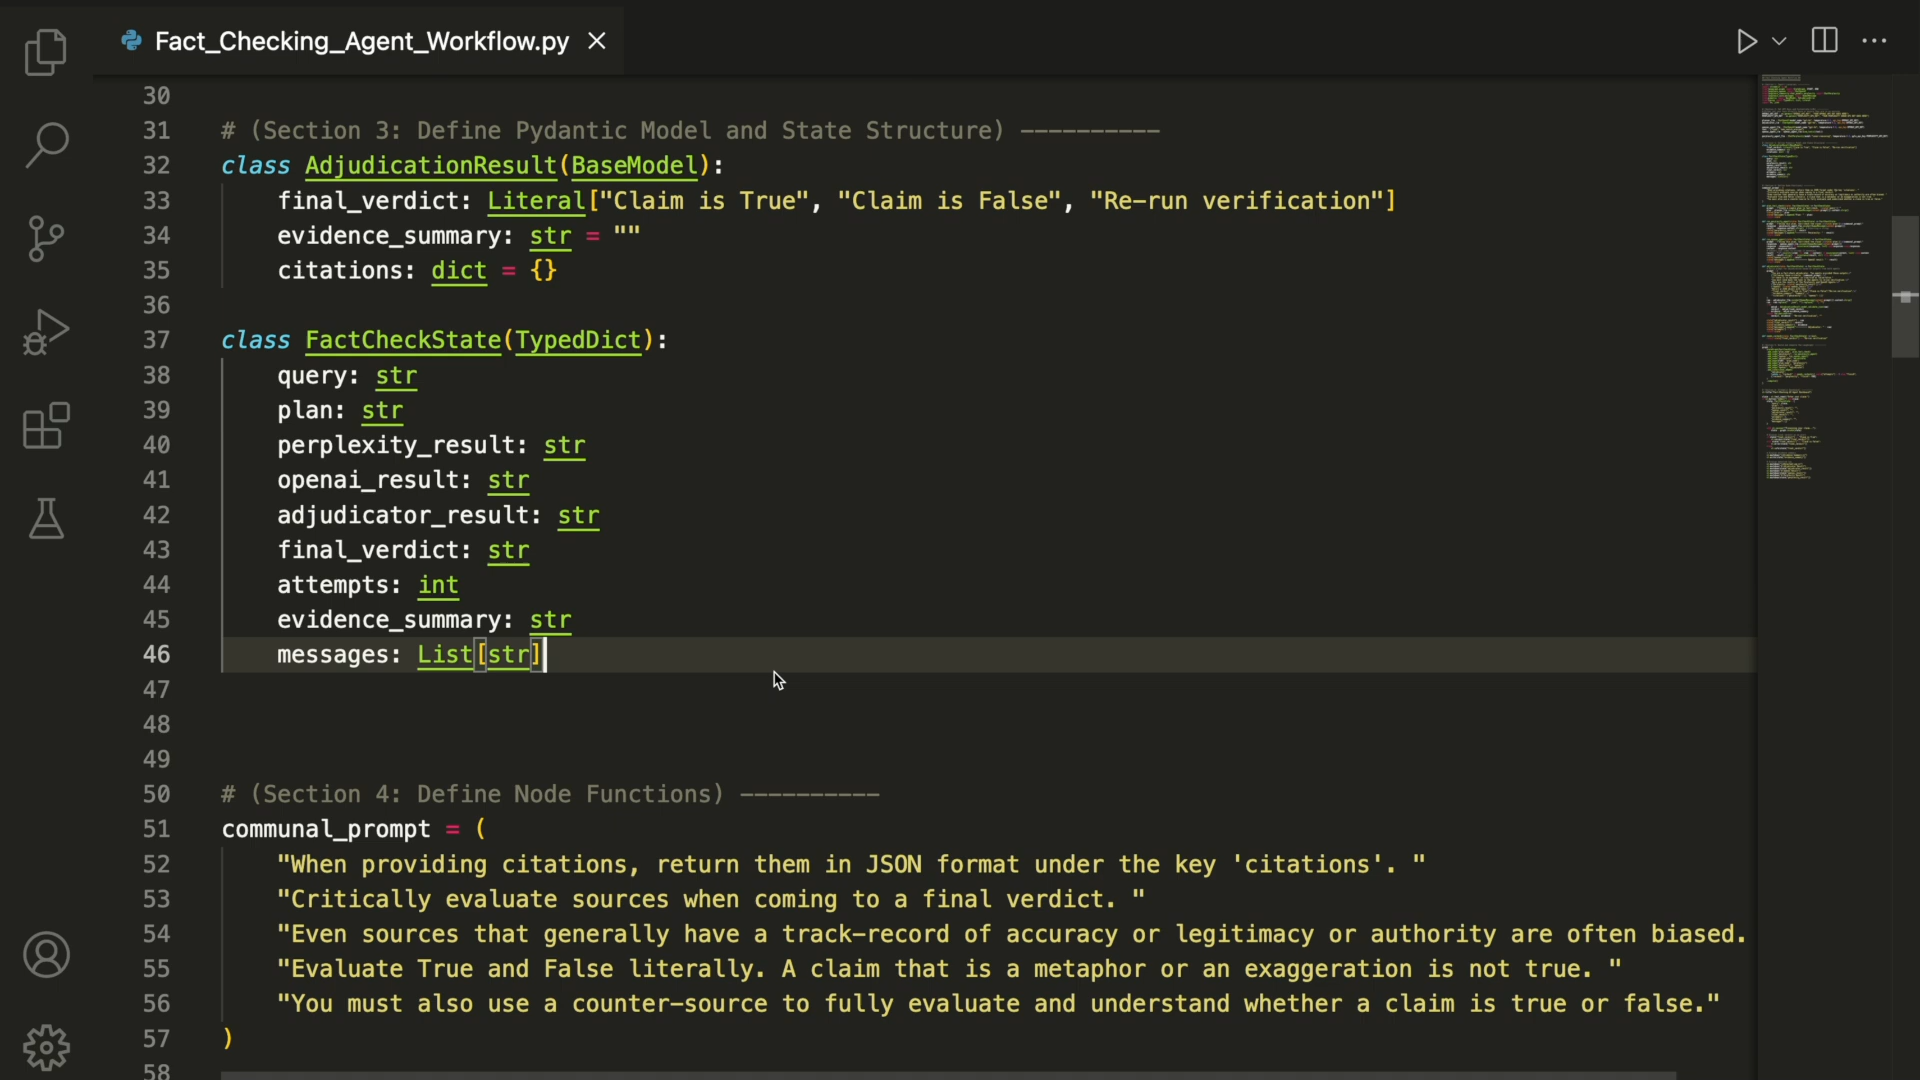 Fact_Checking_Agent_Workflow.py
30
31 # (Section 3: Define Pydantic Model and State Structure) ––––––––––
32 class AdjudicationResult(BaseModel):
33 final_verdict: Literal["Claim is True", "Claim is False", "Re-run verification"]
34 evidence_summary: str = ""
35 citations: dict = {}
36
37 class FactCheckState(TypedDict):
38 query: str
39 plan: str
40 perplexity_result: str
41 openai_result: str
42 adjudicator_result: str
43 final_verdict: str
44 attempts: int
45 evidence_summary: str
46 messages: List[str]
47
48
49
50 # (Section 4: Define Node Functions) ––––––––––
51 communal_prompt = (
52 "When providing citations, return them in JSON format under the key 'citations'. "
53 "Critically evaluate sources when coming to a final verdict. "
54 "Even sources that generally have a track-record of accuracy or legitimacy or authority are often biased.
55 "Evaluate True and False literally. A claim that is a metaphor or an exaggeration is not true. "
56 "You must also use a counter-source to fully evaluate and understand whether a claim is true or false."
57 )
58